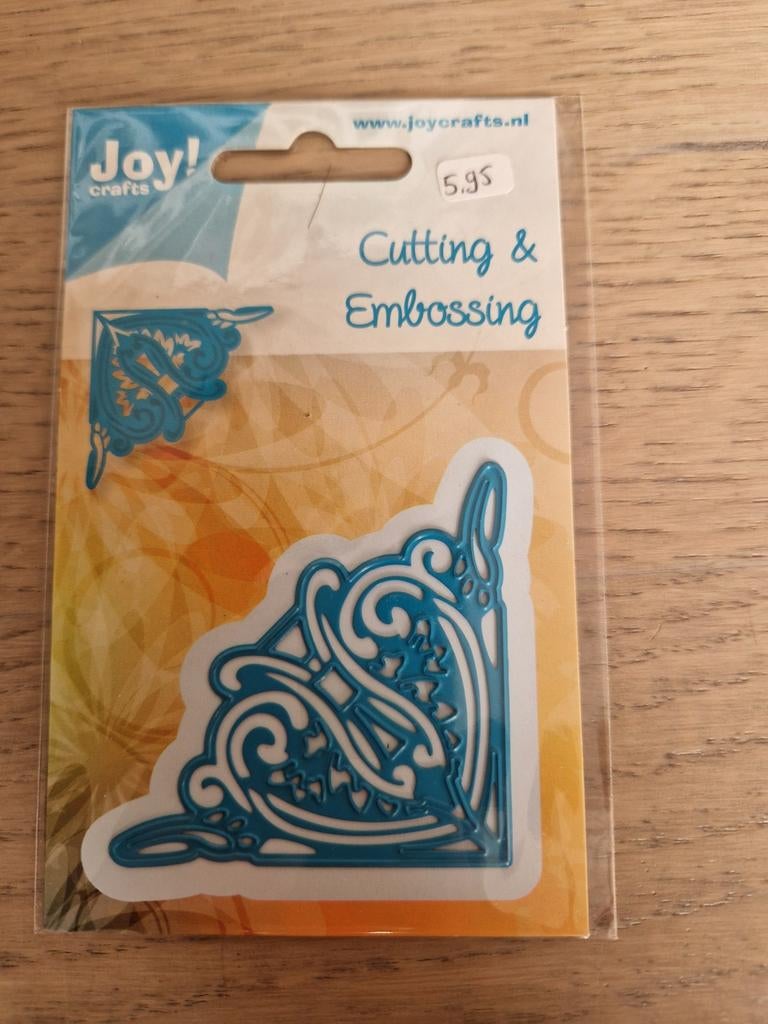 www.joycrafts.nl
Joy!
crafts
5,95
Cutting &
Embossing